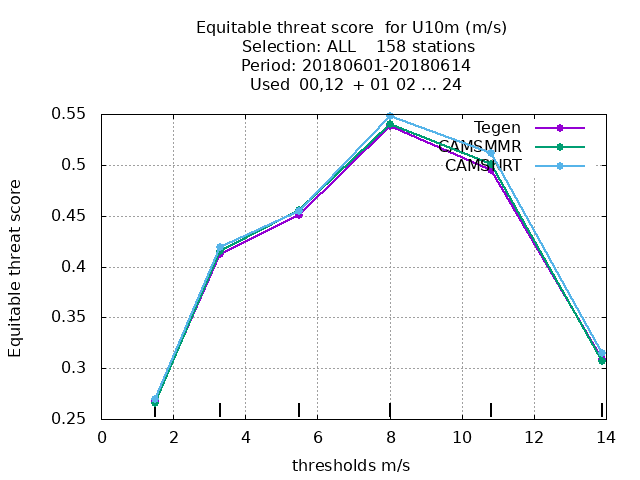 Equitable threat score for U10m (m/s)
Selection: ALL 158 stations
Period: 20180601-20180614
Used 00,12 + 01 02 ... 24
Tegen
CAMSMMR
0.55
0.5
0.45
0.4
0.35
0.3
0.25
Equitable threat score
0 2 4 6 8 10 12 14
thresholds m/s